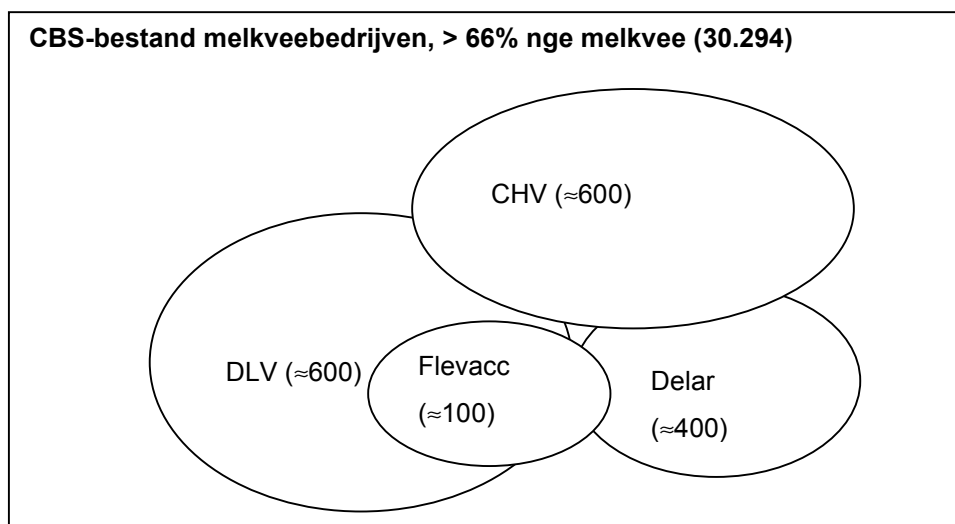 CBS-bestand melkveebedrijven, > 66% nge melkvee (30.294)
CHV (≈600)
DLV (≈600)
Flevacc
(≈100)
Delar
(≈400)